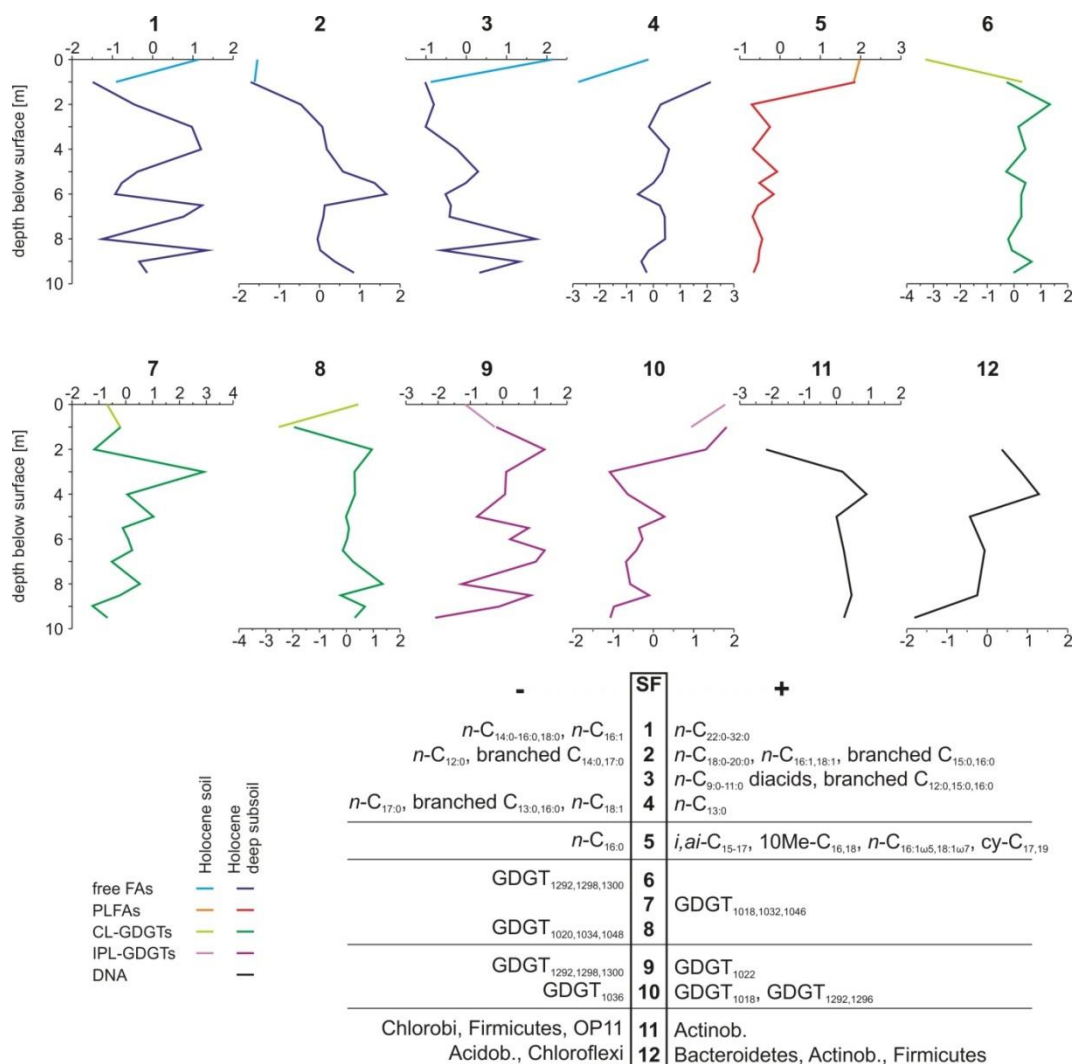 1 2 3 4 5 6
-2 -1 0 1 2
-1 0 1 2
-1 0 1 2 3
0
2
4
6
8
10
depth below surface [m]
-2 -1 0 1 2
-3 -2 -1 0 1 2 3
-4 -3 -2 -1 0 1 2
7 8 9 10 11 12
-2 -1 0 1 2 3 4
-3 -2 -1 0 1 2
-2 -1 0 1 2
0
2
4
6
8
10
depth below surface [m]
-4 -3 -2 -1 0 1 2
-2 -1 0 1 2
-2 -1 0 1 2
- SF +
n-C14:0-16:0,18:0, n-C16:1 1 n-C22:0-32:0
n-C12:0, branched C14:0,17:0 2 n-C18:0-20:0, n-C16:1,18:1, branched C15:0,16:0
3 n-C9:0-11:0 diacids, branched C12:0,15:0,16:0
n-C17:0, branched C13:0,16:0, n-C18:1 4 n-C13:0
n-C16:0 5 i,ai-C15-17, 10Me-C16,18, n-C16:1ω5,18:1ω7, cy-C17,19
GDGT1292,1298,1300 6
7 GDGT1018,1032,1046
GDGT1020,1034,1048 8
GDGT1292,1298,1300 9 GDGT1022
GDGT1036 10 GDGT1018, GDGT1292,1296
Chlorobi, Firmicutes, OP11 11 Actinob.
Acidob., Chloroflexi 12 Bacteroidetes, Actinob., Firmicutes
Holocene soil
Holocene
deep subsoil
free FAs
PLFAs
CL-GDGTs
IPL-GDGTs
DNA